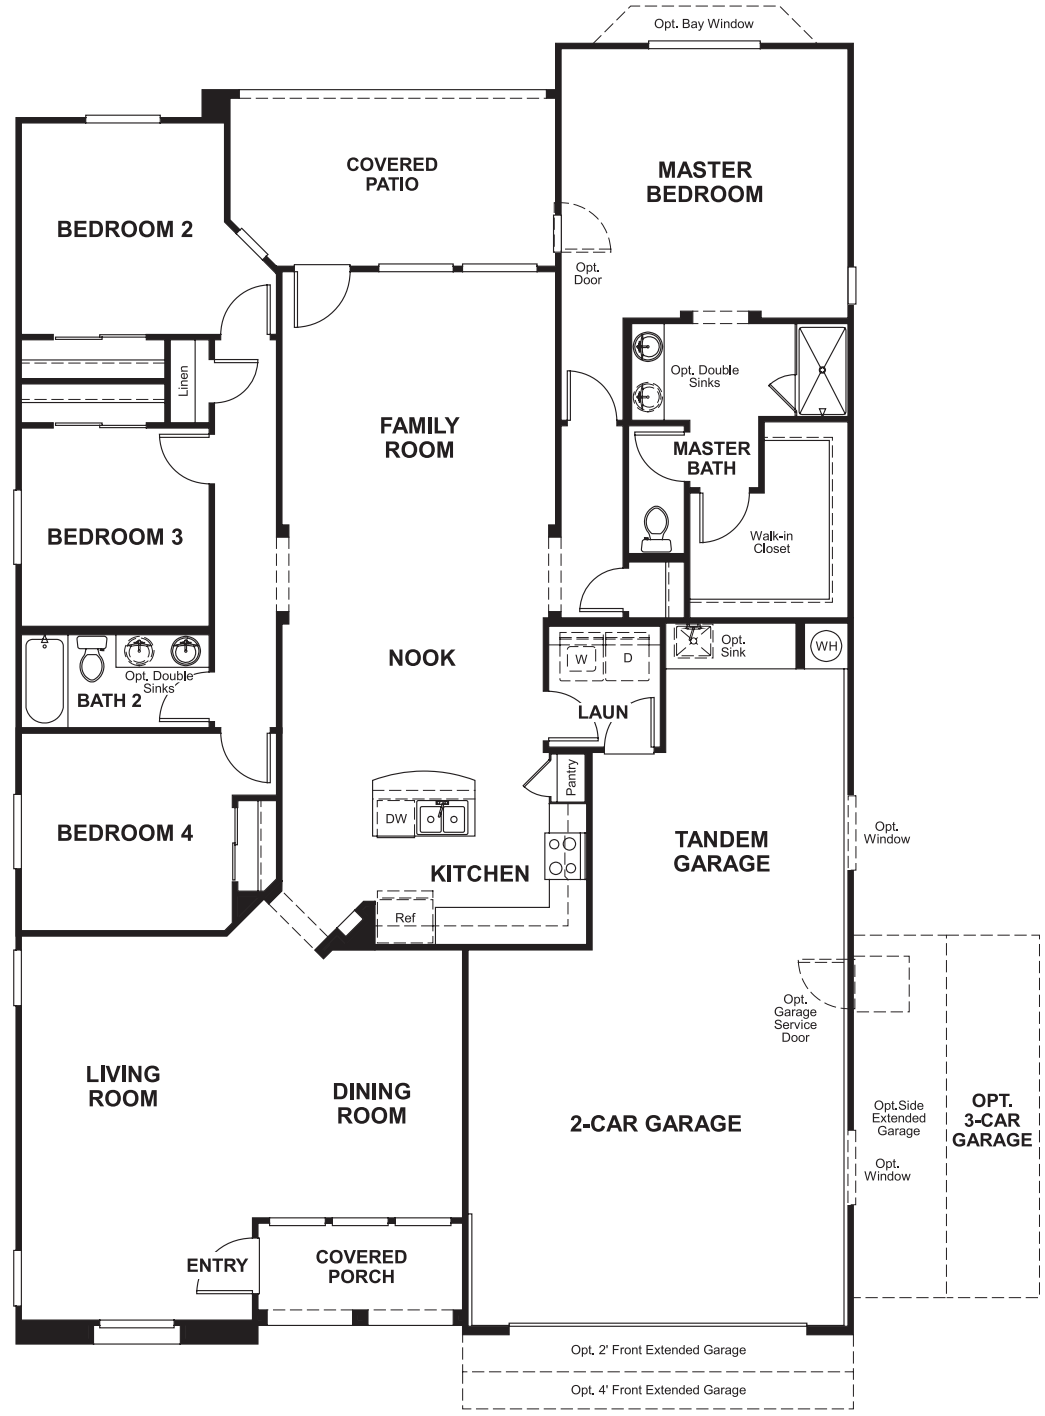 Opt. Bay Window
COVERED
PATIO
MASTER
BEDROOM
BEDROOM 2
Opt.
Door
Linen
Opt. Double
Sinks
FAMILY
ROOM
MASTER
BATH
BEDROOM 3
Walk-in
Closet
NOOK
W
D
Opt.
Sink
WH
Opt. Double
Sinks
BATH 2
LAUN
Pantry
DW
BEDROOM 4
KITCHEN
TANDEM
GARAGE
Opt.
Window
Ref
Opt.
Garage
Service
Door
LIVING
ROOM
DINING
ROOM
2-CAR GARAGE
Opt.Side
Extended
Garage
OPT.
3-CAR
GARAGE
Opt.
Window
ENTRY
COVERED
PORCH
Opt. 2' Front Extended Garage
Opt. 4' Front Extended Garage